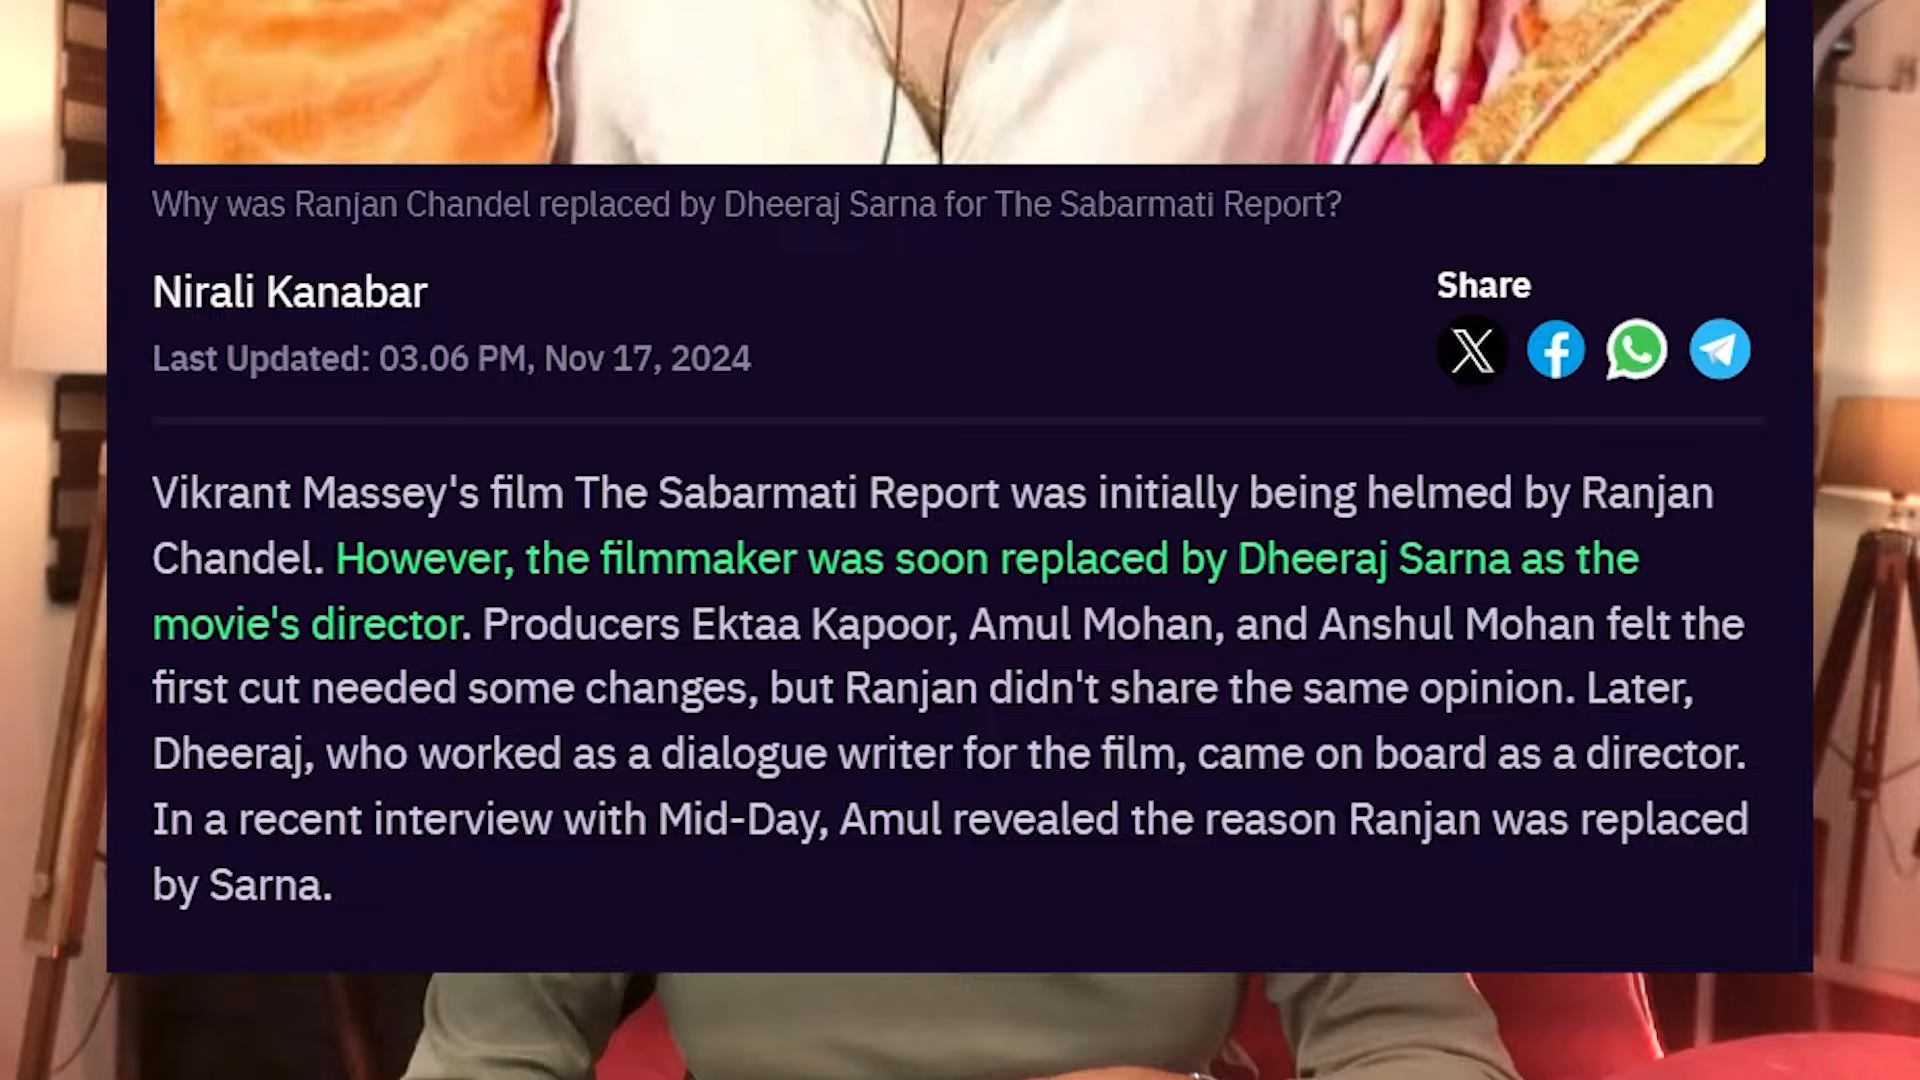 Why was Ranjan Chandel replaced by Dheeraj Sarna for The Sabarmati Report?
Nirali Kanabar
Share
Last Updated: 03.06 PM, Nov 17, 2024
Vikrant Massey's film The Sabarmati Report was initially being helmed by Ranjan
Chandel. However, the filmmaker was soon replaced by Dheeraj Sarna as the
movie's director. Producers Ektaa Kapoor, Amul Mohan, and Anshul Mohan felt the
first cut needed some changes, but Ranjan didn't share the same opinion. Later,
Dheeraj, who worked as a dialogue writer for the film, came on board as a director.
In a recent interview with Mid-Day, Amul revealed the reason Ranjan was replaced
by Sarna.